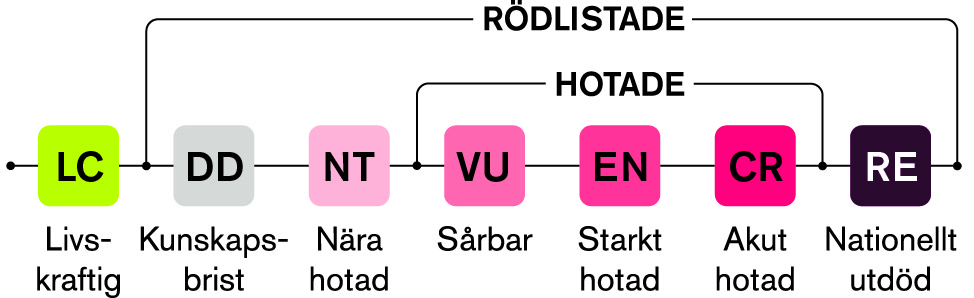 RÖDLISTADE
HOTADE
LC DD NT VU EN CR RE
Livs- Kunskaps- Nära Sårbar Starkt Akut Nationellt
kraftig brist hotad hotad hotad utdöd